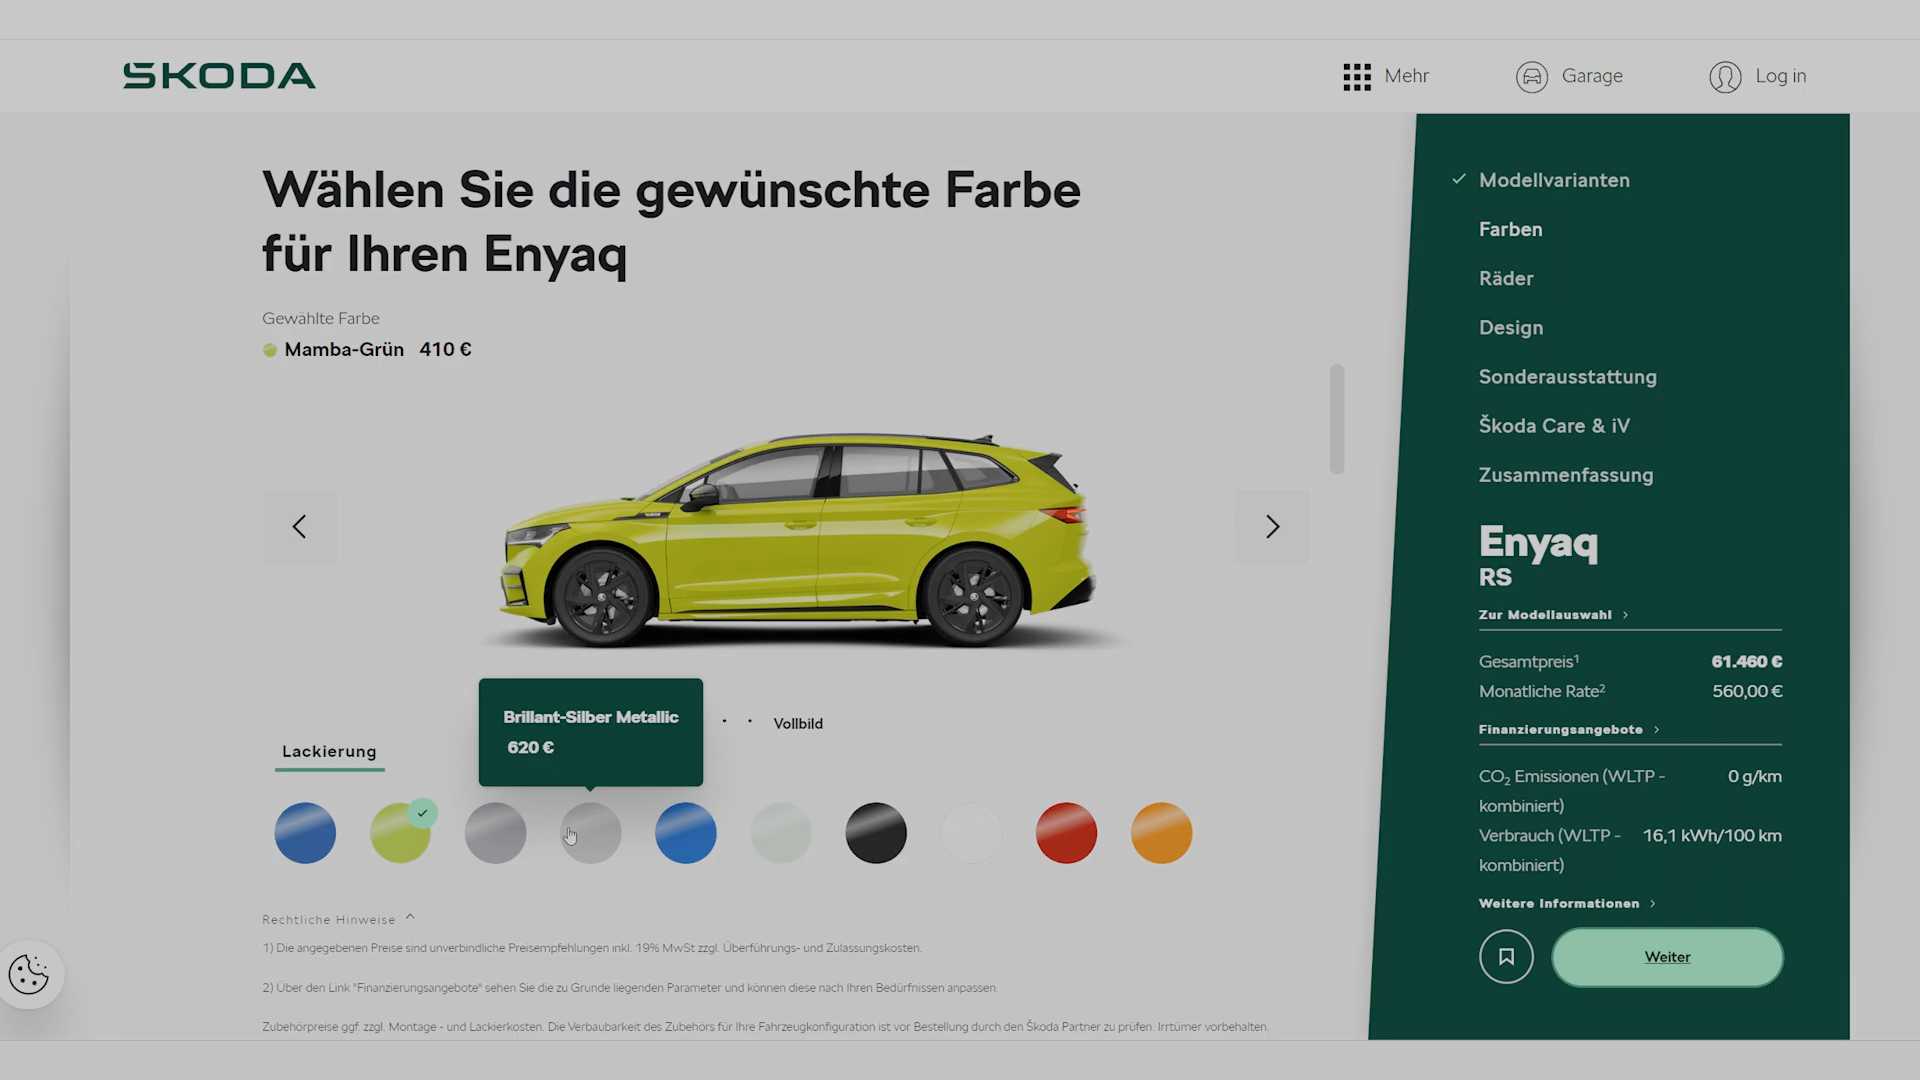 ŠKODA
Mehr
Garage
Log in
Wählen Sie die gewünschte Farbe
für Ihren Enyaq
Gewählte Farbe
Mamba-Grün 410 €
Brillant-Silber Metallic
620 €
Vollbild
Lackierung
Rechtliche Hinweise
1) Die angegebenen Preise sind unverbindliche Preisempfehlungen inkl. 19% MwSt zzgl. Überführungs- und Zulassungskosten.
2) Über den Link "Finanzierungsangebote" sehen Sie die zu Grunde liegenden Parameter und können diese nach Ihren Bedürfnissen anpassen.
Zubehörpreise ggf. zzgl. Montage - und Lackierkosten. Die Verbaubarkeit des Zubehörs für Ihre Fahrzeugkonfiguration ist vor Bestellung durch den Škoda Partner zu prüfen. Irrtümer vorbehalten.
Modellvarianten
Farben
Räder
Design
Sonderausstattung
Škoda Care & iV
Zusammenfassung
Enyaq
RS
Zur Modellauswahl
Gesamtpreis¹ 61.460 €
Monatliche Rate² 560,00 €
Finanzierungsangebote
CO₂ Emissionen (WLTP - 0 g/km
kombiniert)
Verbrauch (WLTP - 16,1 kWh/100 km
kombiniert)
Weitere Informationen
Weiter